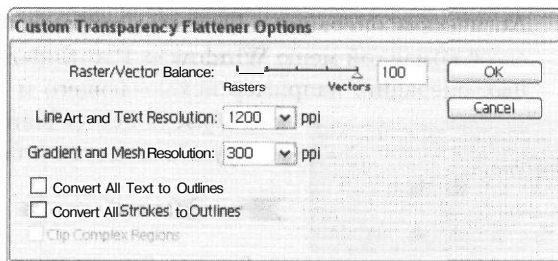 Custom Transparency Flattener Options
Raster/Vector Balance: 100 OK
Rasters Vectors
Cancel
Line Art and Text Resolution: 1200 ppi
Gradient and Mesh Resolution: 300 ppi
Convert All Text to Outlines
Convert All Strokes to Outlines
Clip Complex Regions